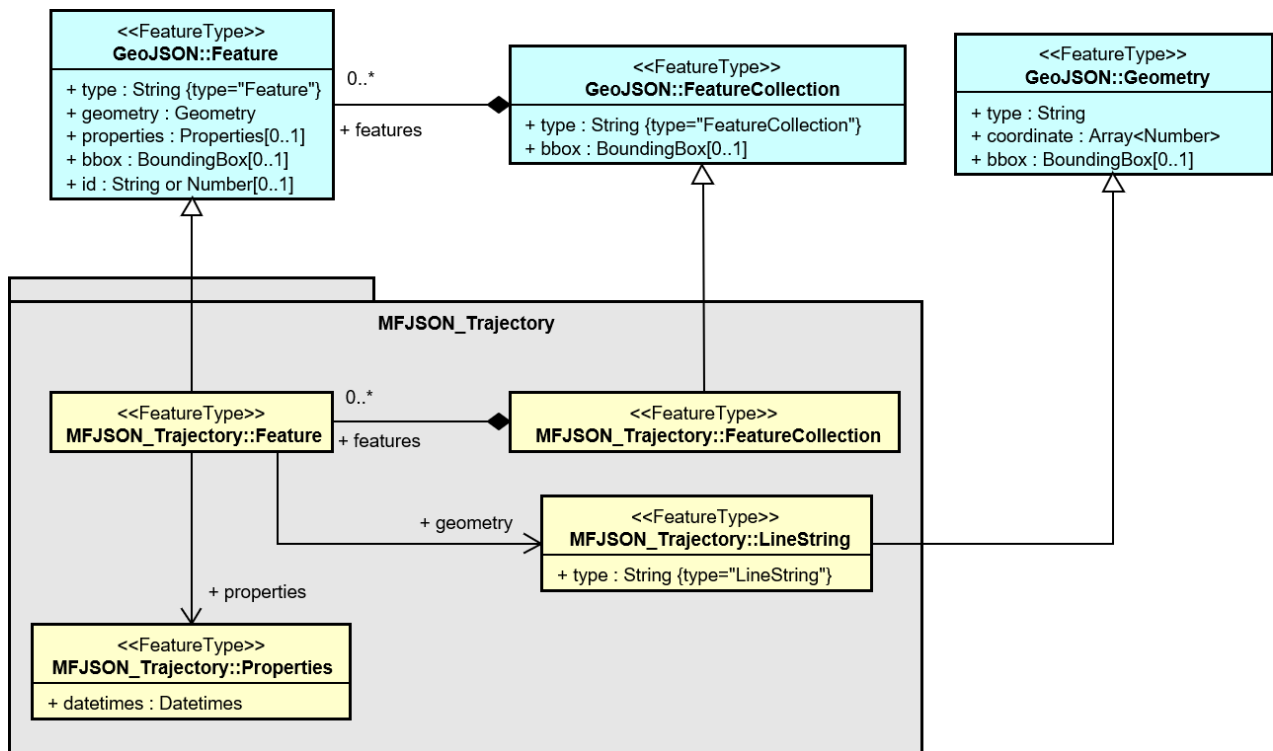 <<FeatureType>>
GeoJSON::Feature
+ type : String {type="Feature"}
+ geometry : Geometry
+ properties : Properties[0..1]
+ bbox : BoundingBox[0..1]
+ id : String or Number[0..1]
0..*
+ features
<<FeatureType>>
GeoJSON::FeatureCollection
+ type : String {type="FeatureCollection"}
+ bbox : BoundingBox[0..1]
<<FeatureType>>
GeoJSON::Geometry
+ type : String
+ coordinate : Array<Number>
+ bbox : BoundingBox[0..1]
MFJSON_Trajectory
<<FeatureType>>
MFJSON_Trajectory::Feature
0..*
+ features
<<FeatureType>>
MFJSON_Trajectory::FeatureCollection
+ geometry
<<FeatureType>>
MFJSON_Trajectory::LineString
+ type : String {type="LineString"}
+ properties
<<FeatureType>>
MFJSON_Trajectory::Properties
+ datetimes : Datetimes